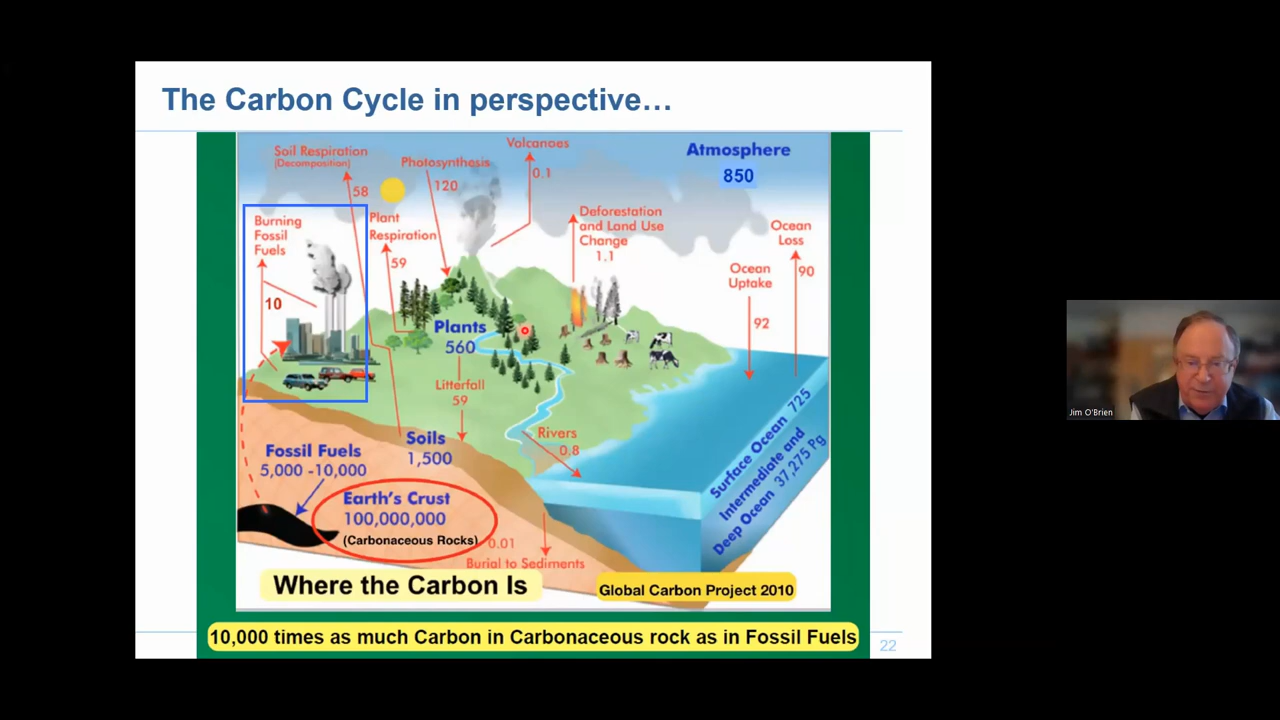 The Carbon Cycle in perspective…
Soil Respiration
(Decomposition)
58
Photosynthesis
120
Volcanoes
0.1
Atmosphere
850
Burning
Fossil
Fuels
10
Plant
Respiration
59
Deforestation
and Land Use
Change
1.1
Ocean
Loss
90
Ocean
Uptake
92
Plants
560
Litterfall
59
Rivers
0.8
Soils
1,500
Fossil Fuels
5,000 -10,000
Earth's Crust
100,000,000
(Carbonaceous Rocks)
0.01
Burial to Sediments
Surface Ocean 725
Intermediate and
Deep Ocean 37,275 Pg
Where the Carbon Is
Global Carbon Project 2010
10,000 times as much Carbon in Carbonaceous rock as in Fossil Fuels
22
Jim O'Brien